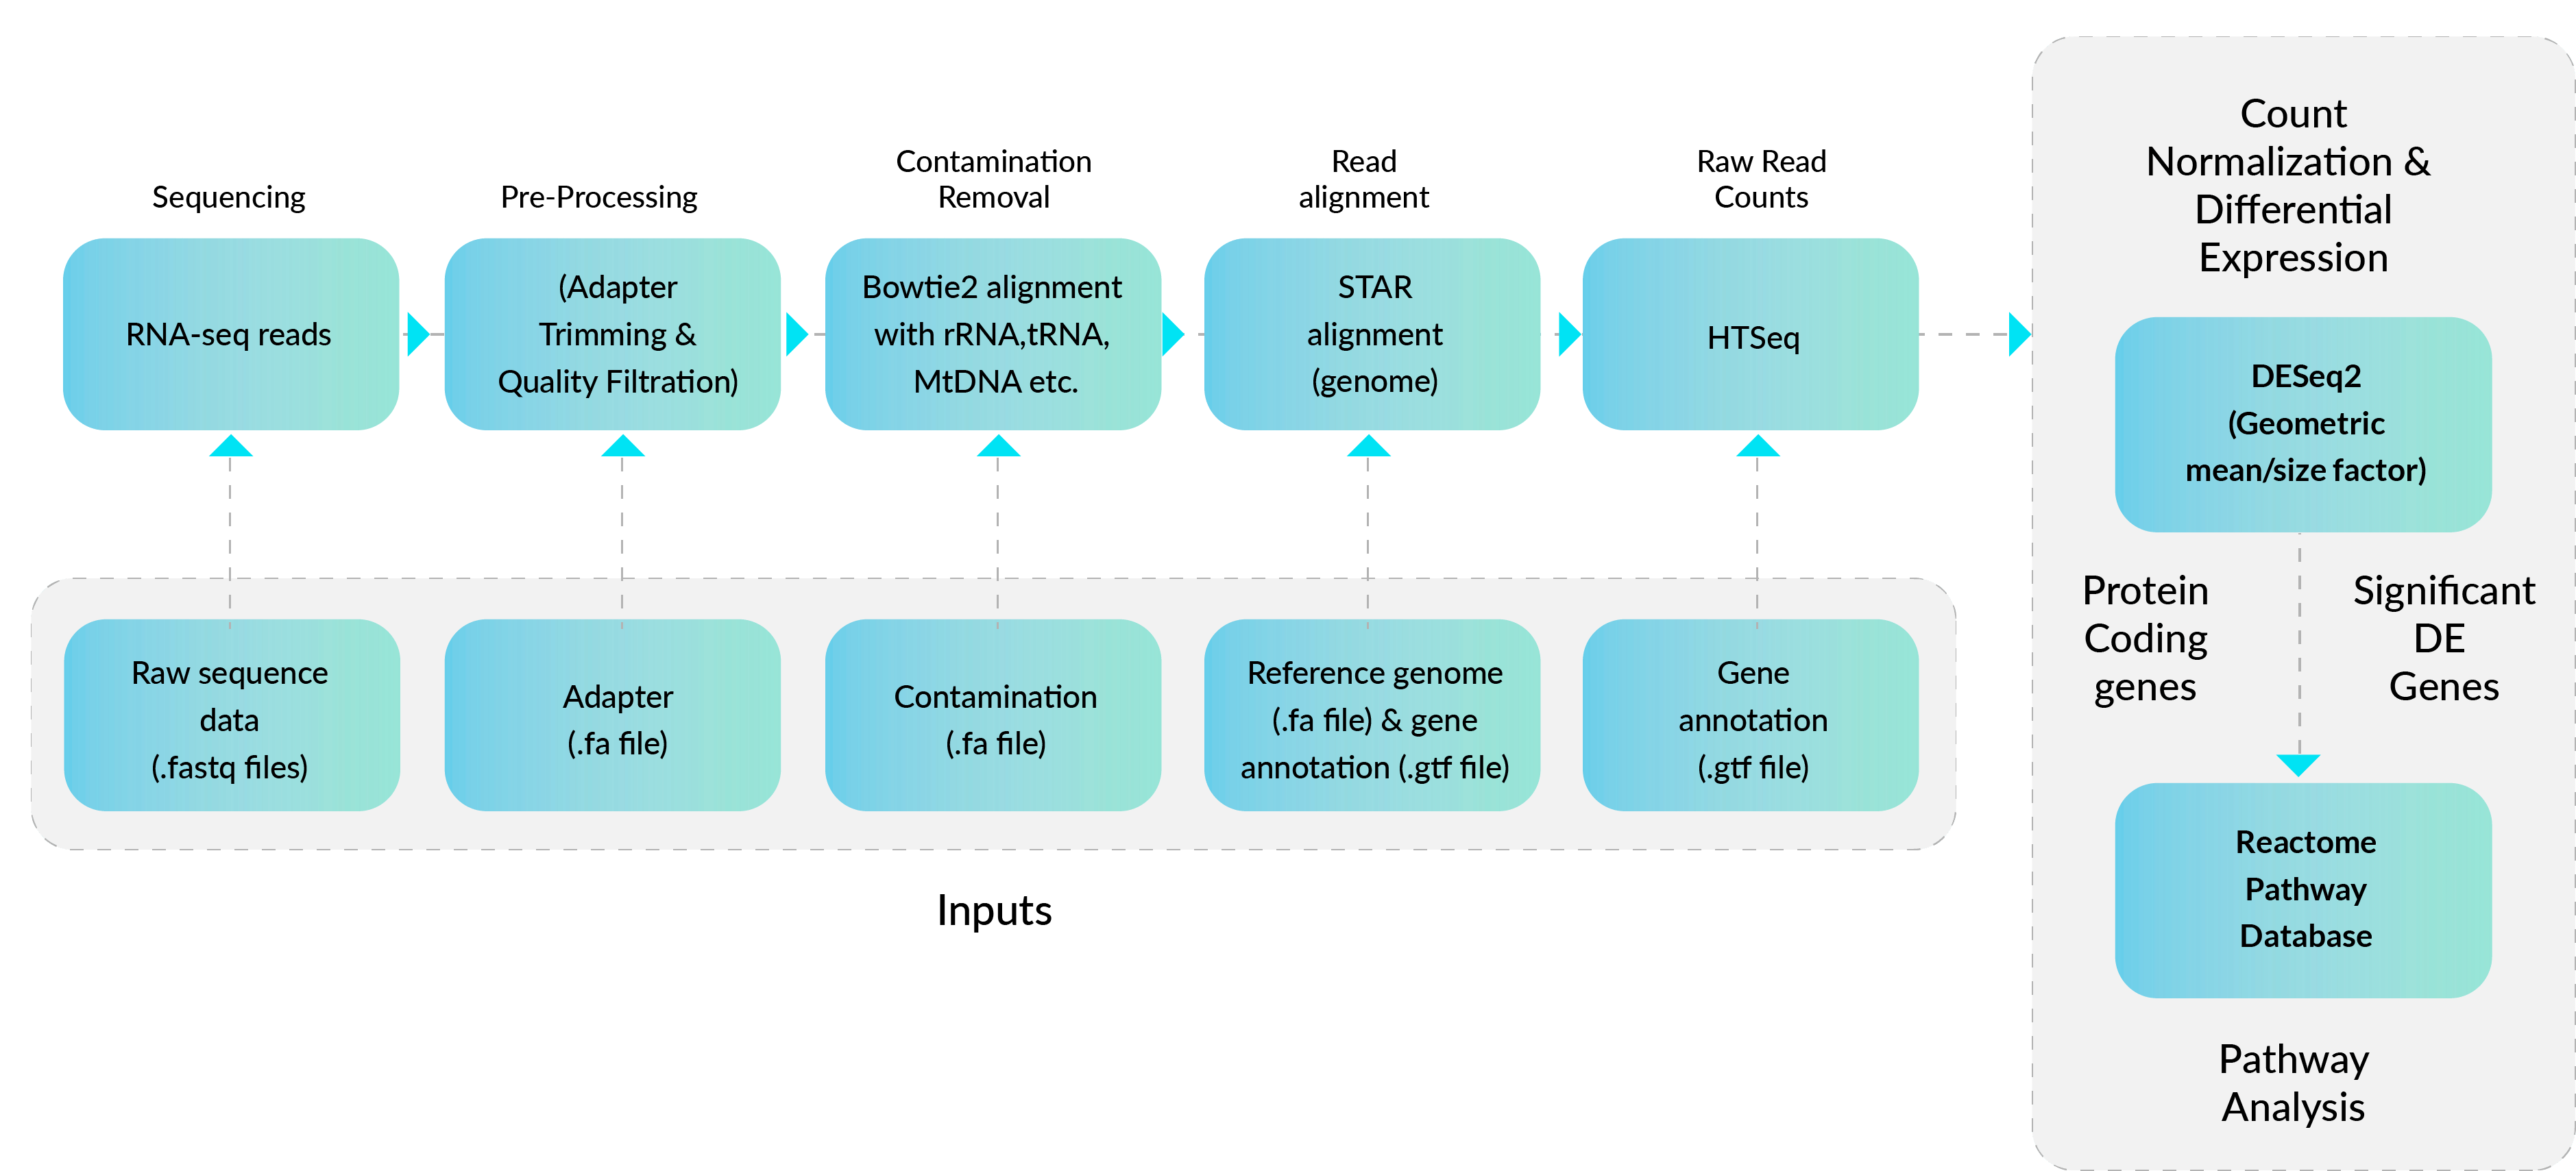 Sequencing
RNA-seq reads
Pre-Processing
(Adapter
Trimming &
Quality Filtration)
Contamination
Removal
Bowtie2 alignment
with rRNA,tRNA,
MtDNA etc.
Read
alignment
STAR
alignment
(genome)
Raw Read
Counts
HTSeq
Raw sequence
data
(.fastq files)
Adapter
(.fa file)
Contamination
(.fa file)
Reference genome
(.fa file) & gene
annotation (.gtf file)
Gene
annotation
(.gtf file)
Inputs
Count
Normalization &
Differential
Expression
DESeq2
(Geometric
mean/size factor)
Protein
Coding
genes
Significant
DE
Genes
Reactome
Pathway
Database
Pathway
Analysis